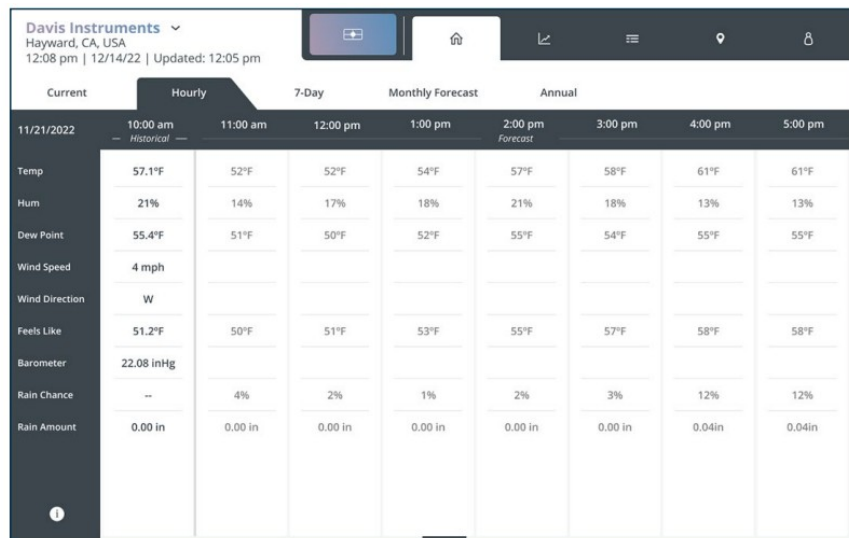 Davis Instruments
Hayward, CA, USA
12:08 pm | 12/14/22 | Updated: 12:05 pm
Current Hourly 7-Day Monthly Forecast Annual
11/21/2022 10:00 am 11:00 am 12:00 pm 1:00 pm 2:00 pm 3:00 pm 4:00 pm 5:00 pm
Historical Forecast
Temp 57.1°F 52°F 52°F 54°F 57°F 58°F 61°F 61°F
Hum 21% 14% 17% 18% 21% 18% 13% 13%
Dew Point 55.4°F 51°F 50°F 52°F 55°F 54°F 55°F 55°F
Wind Speed 4 mph
Wind Direction W
Feels Like 51.2°F 50°F 51°F 53°F 55°F 57°F 58°F 58°F
Barometer 22.08 inHg
Rain Chance -- 4% 2% 1% 2% 3% 12% 12%
Rain Amount 0.00 in 0.00 in 0.00 in 0.00 in 0.00 in 0.00 in 0.04in 0.04in
i